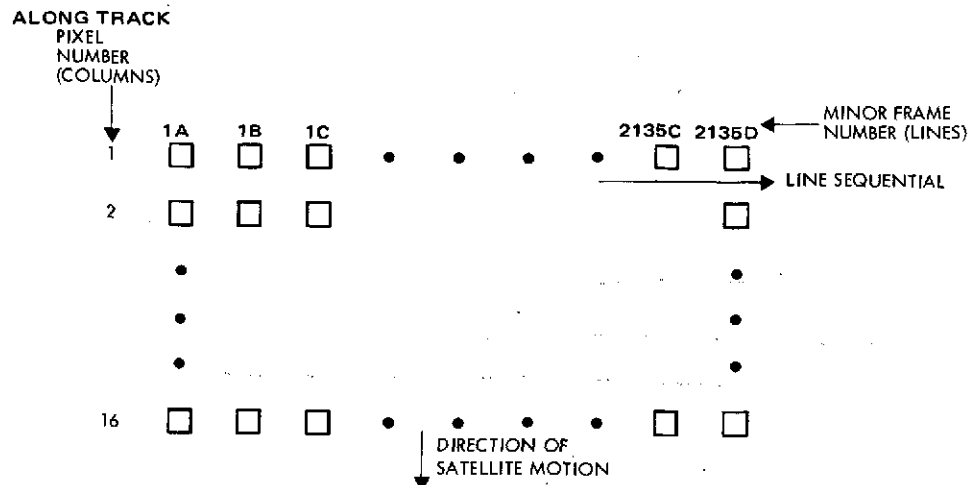 ALONG TRACK
PIXEL
NUMBER
(COLUMNS)
1A 1B 1C 2135C 2135D
MINOR FRAME
NUMBER (LINES)
1
LINE SEQUENTIAL
2
16
DIRECTION OF
SATELLITE MOTION